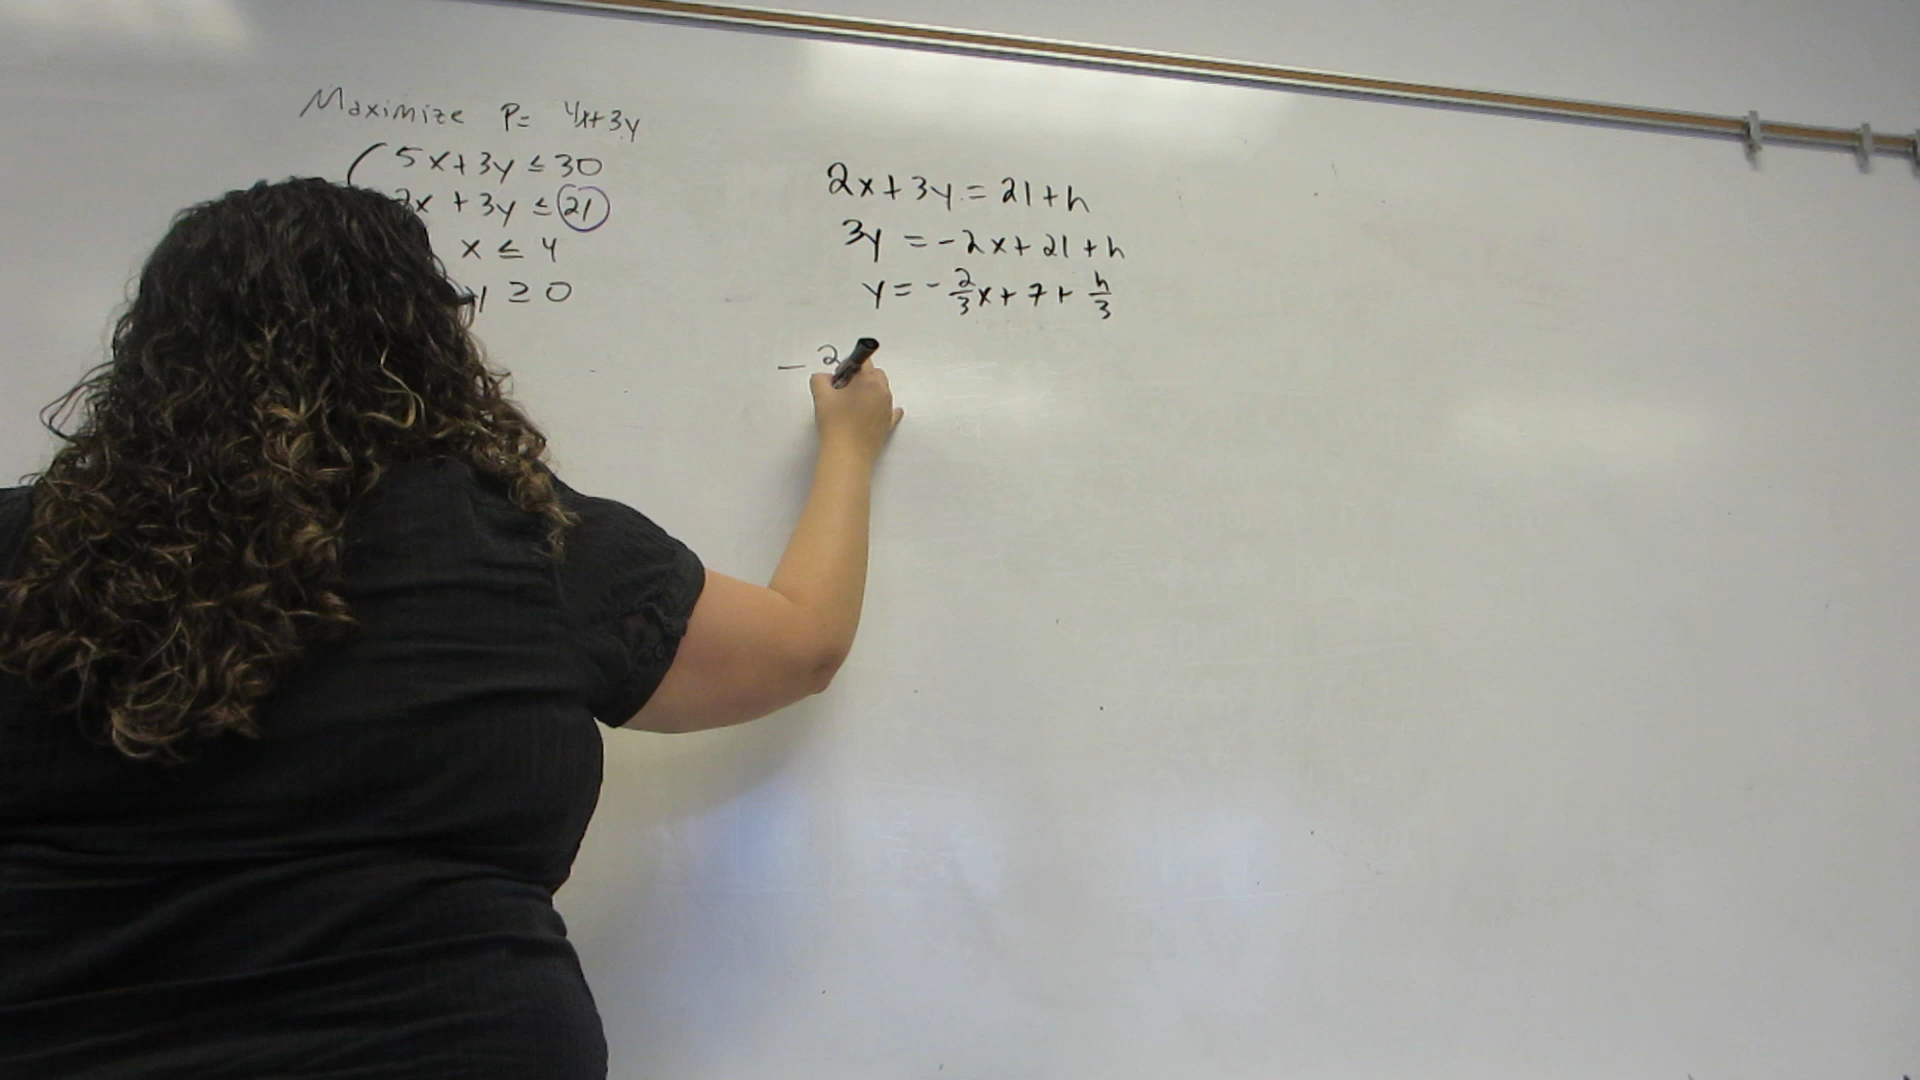 Maximize P= 4x+3y
5x+3y ≤ 30
2x + 3y ≤ 21
x ≤ 4
y ≥ 0
2x+3y = 21+h
3y = -2x+21+h
y = -2/3x+7+h/3
- 2